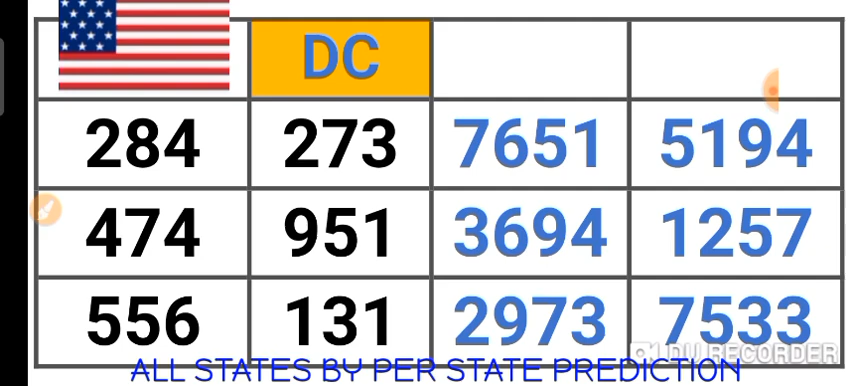 DC
284 273 7651 5194
474 951 3694 1257
556 131 2973 7533
DU RECORDER
ALL STATES BY PER STATE PREDICTION